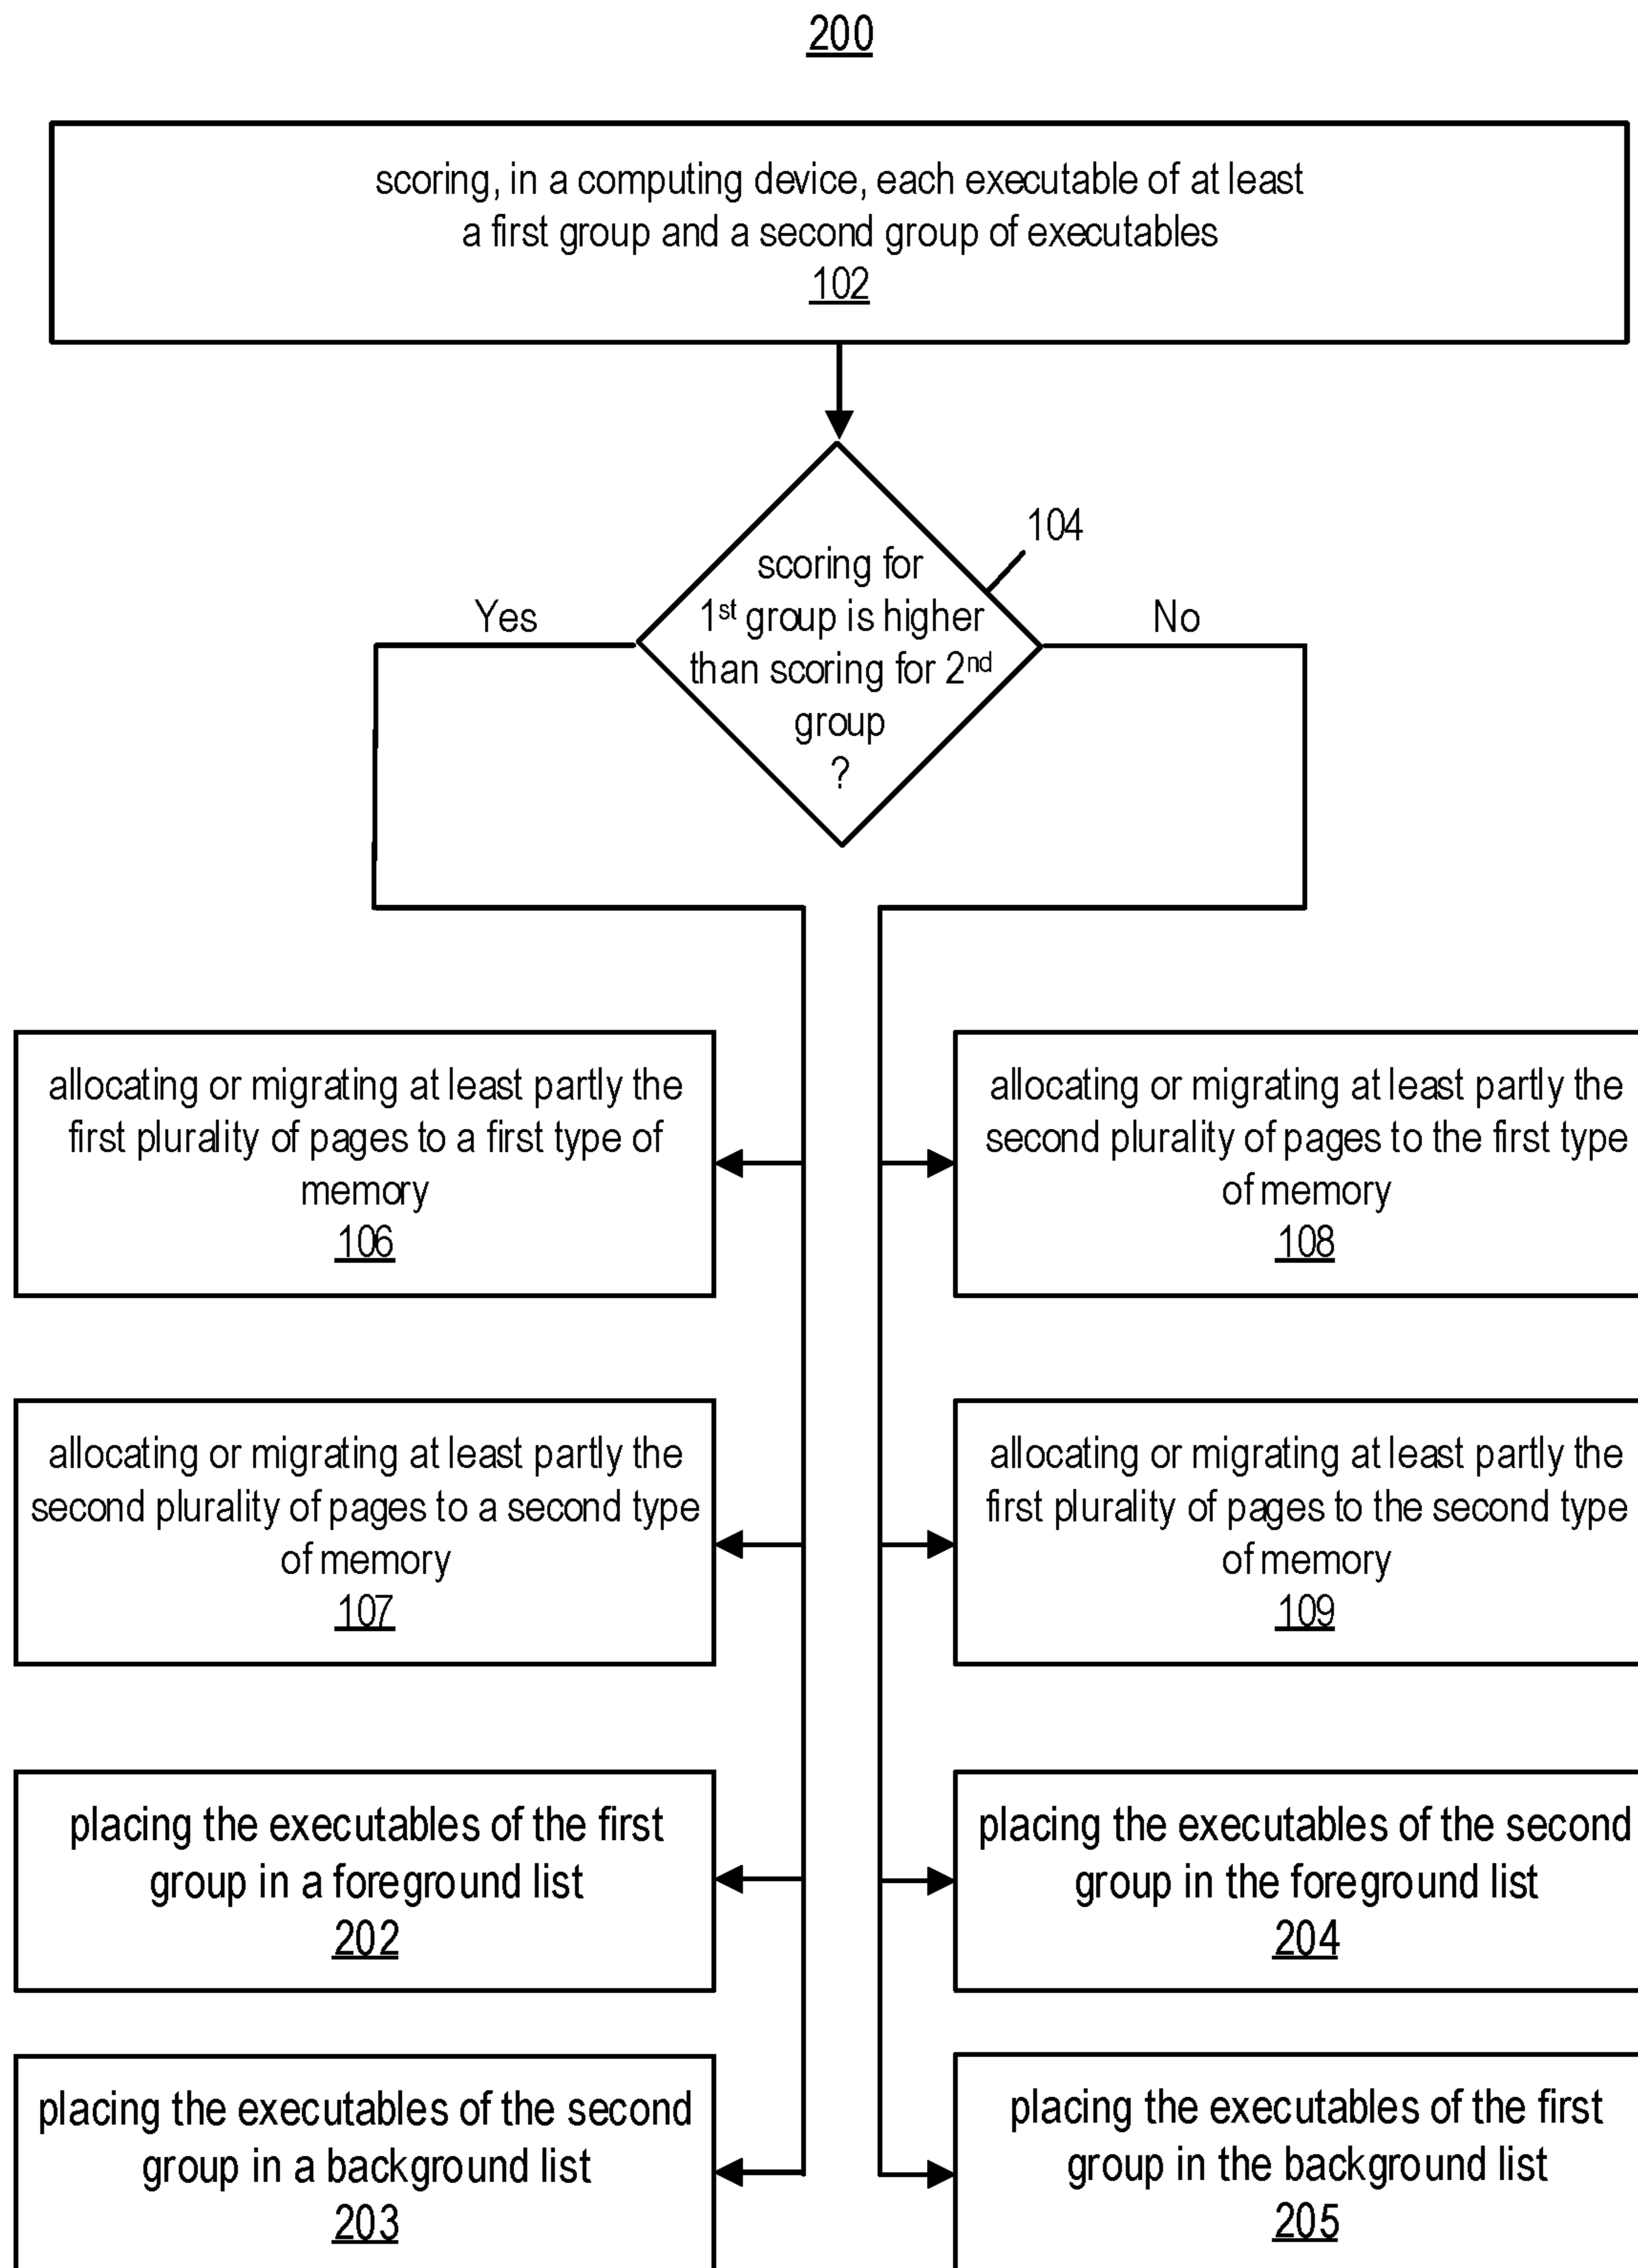 200
scoring, in a computing device, each executable of at least
a first group and a second group of executables
102
104
scoring for
1st group is higher
than scoring for 2nd
group
?
Yes
No
allocating or migrating at least partly the
first plurality of pages to a first type of
memory
106
allocating or migrating at least partly the
second plurality of pages to the first type
of memory
108
allocating or migrating at least partly the
second plurality of pages to a second type
of memory
107
allocating or migrating at least partly the
first plurality of pages to the second type
of memory
109
placing the executables of the first
group in a foreground list
202
placing the executables of the second
group in the foreground list
204
placing the executables of the second
group in a background list
203
placing the executables of the first
group in the background list
205